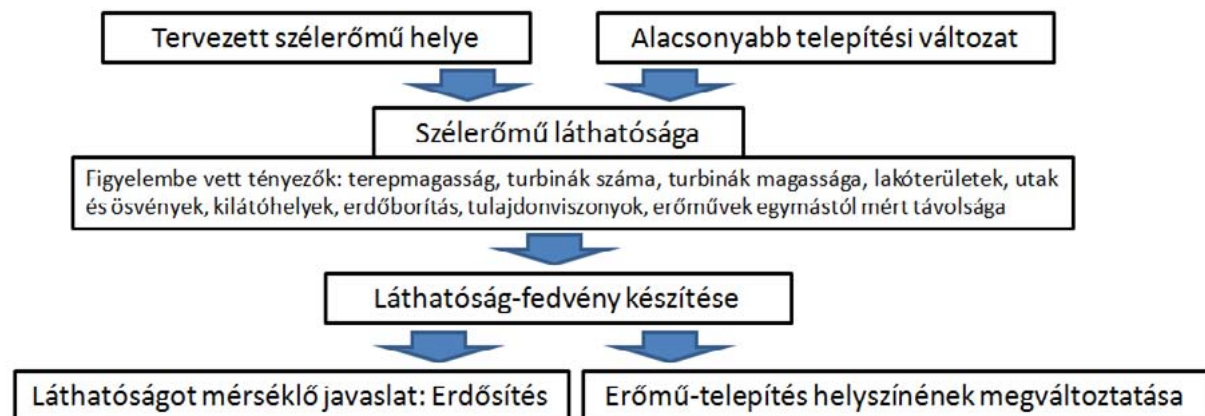 Tervezett szélerőmű helye
Alacsonyabb telepítési változat
Szélerőmű láthatósága
Figyelembe vett tényezők: terepmagasság, turbinák száma, turbinák magassága, lakóterületek, utak
és ösvények, kilátóhelyek, erdőborítás, tulajdonviszonyok, erőművek egymástól mért távolsága
Láthatóság-fedvény készítése
Láthatóságot mérséklő javaslat: Erdősítés
Erőmű-telepítés helyszínének megváltoztatása